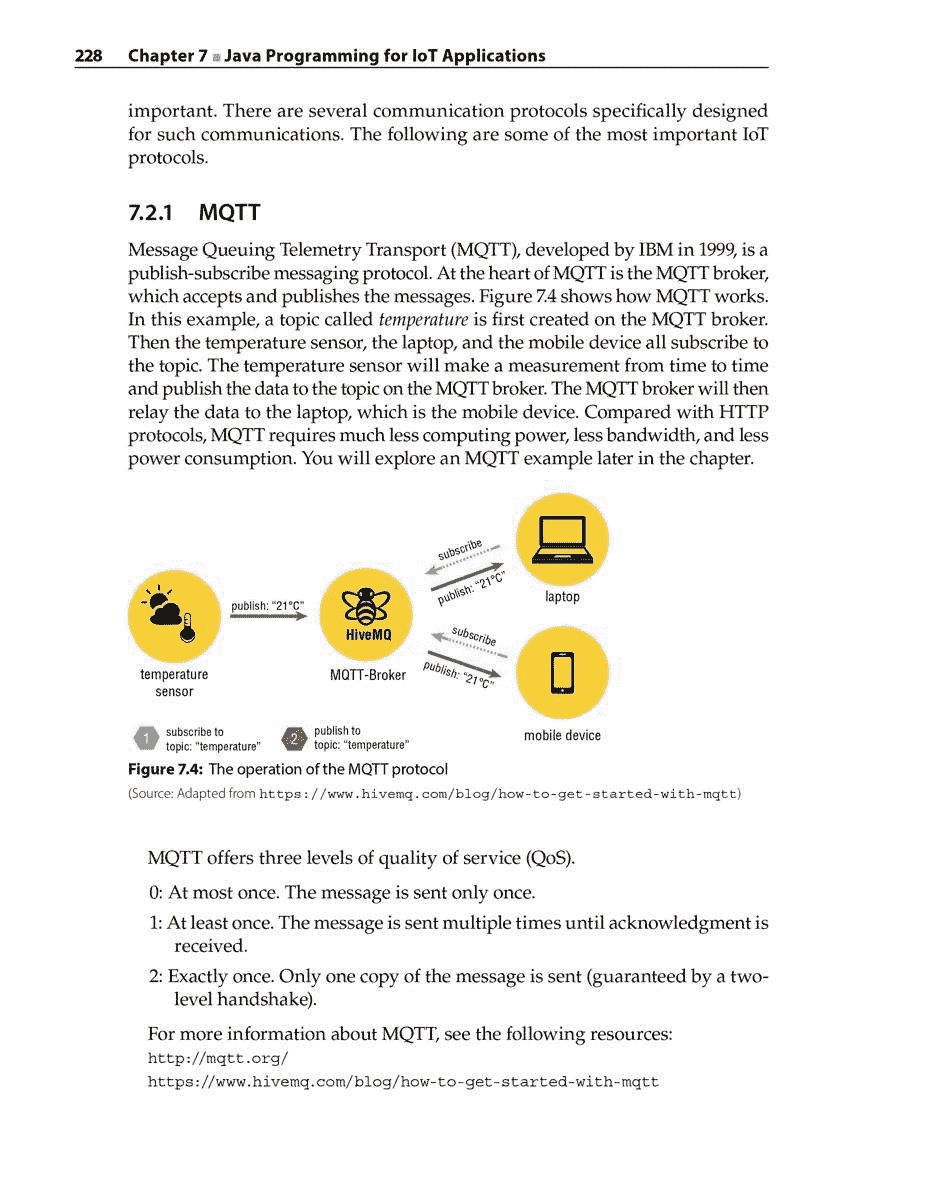 228 Chapter 7 ■ Java Programming for IoT Applications
important. There are several communication protocols specifically designed
for such communications. The following are some of the most important IoT
protocols.
7.2.1 MQTT
Message Queuing Telemetry Transport (MQTT), developed by IBM in 1999, is a
publish-subscribe messaging protocol. At the heart of MQTT is the MQTT broker,
which accepts and publishes the messages. Figure 7.4 shows how MQTT works.
In this example, a topic called temperature is first created on the MQTT broker.
Then the temperature sensor, the laptop, and the mobile device all subscribe to
the topic. The temperature sensor will make a measurement from time to time
and publish the data to the topic on the MQTT broker. The MQTT broker will then
relay the data to the laptop, which is the mobile device. Compared with HTTP
protocols, MQTT requires much less computing power, less bandwidth, and less
power consumption. You will explore an MQTT example later in the chapter.
subscribe
publish: “21°C”
laptop
publish: “21°C”
HiveMQ
subscribe
publish: “21°C”
temperature
sensor
MQTT-Broker
mobile device
1 subscribe to
topic: “temperature”
2 publish to
topic: “temperature”
Figure 7.4: The operation of the MQTT protocol
(Source: Adapted from https://www.hivemq.com/blog/how-to-get-started-with-mqtt)
MQTT offers three levels of quality of service (QoS).
0: At most once. The message is sent only once.
1: At least once. The message is sent multiple times until acknowledgment is
received.
2: Exactly once. Only one copy of the message is sent (guaranteed by a two-
level handshake).
For more information about MQTT, see the following resources:
http://mqtt.org/
https://www.hivemq.com/blog/how-to-get-started-with-mqtt